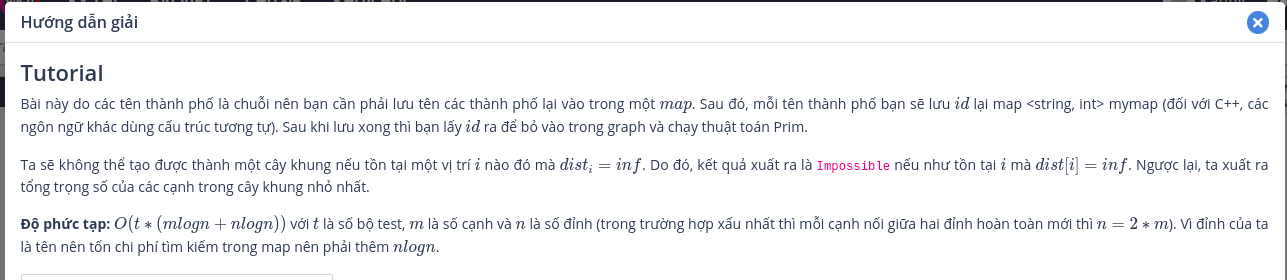 Hướng dẫn giải
Tutorial
Bài này do các tên thành phố là chuỗi nên bạn cần phải lưu tên các thành phố lại vào trong một map. Sau đó, mỗi tên thành phố bạn sẽ lưu id lại map <string, int> mymap (đối với C++, các
ngôn ngữ khác dùng cấu trúc tương tự). Sau khi lưu xong thì bạn lấy id ra để bỏ vào trong graph và chạy thuật toán Prim.
Ta sẽ không thể tạo được thành một cây khung nếu tồn tại một vị trí i nào đó mà dist_i = inf. Do đó, kết quả xuất ra là Impossible nếu như tồn tại i mà dist[i] = inf. Ngược lại, ta xuất ra
tổng trọng số của các cạnh trong cây khung nhỏ nhất.
Độ phức tạp: O(t * (mlogn + nlogn)) với t là số bộ test, m là số cạnh và n là số đỉnh (trong trường hợp xấu nhất thì mỗi cạnh nối giữa hai đỉnh hoàn toàn mới thì n = 2 * m). Vì đỉnh của ta
là tên nên tốn chi phí tìm kiếm trong map nên phải thêm nlogn.